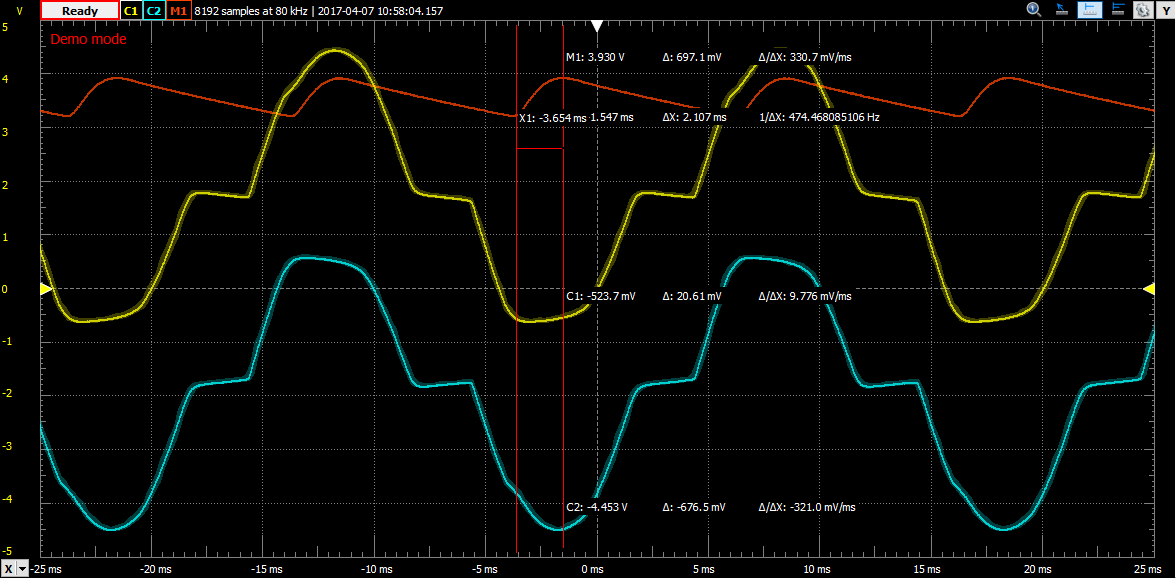 V Ready C1 C2 M1 8192 samples at 80 kHz | 2017-04-07 10:58:04.157 Y
Demo mode
5
4
3
2
1
0
-1
-2
-3
-4
-5
M1: 3.930 V Δ: 697.1 mV Δ/ΔX: 330.7 mV/ms
X1: -3.654 ms 1.547 ms ΔX: 2.107 ms 1/ΔX: 474.468085106 Hz
C1: -523.7 mV Δ: 20.61 mV Δ/ΔX: 9.776 mV/ms
C2: -4.453 V Δ: -676.5 mV Δ/ΔX: -321.0 mV/ms
X -25 ms -20 ms -15 ms -10 ms -5 ms 0 ms 5 ms 10 ms 15 ms 20 ms 25 ms